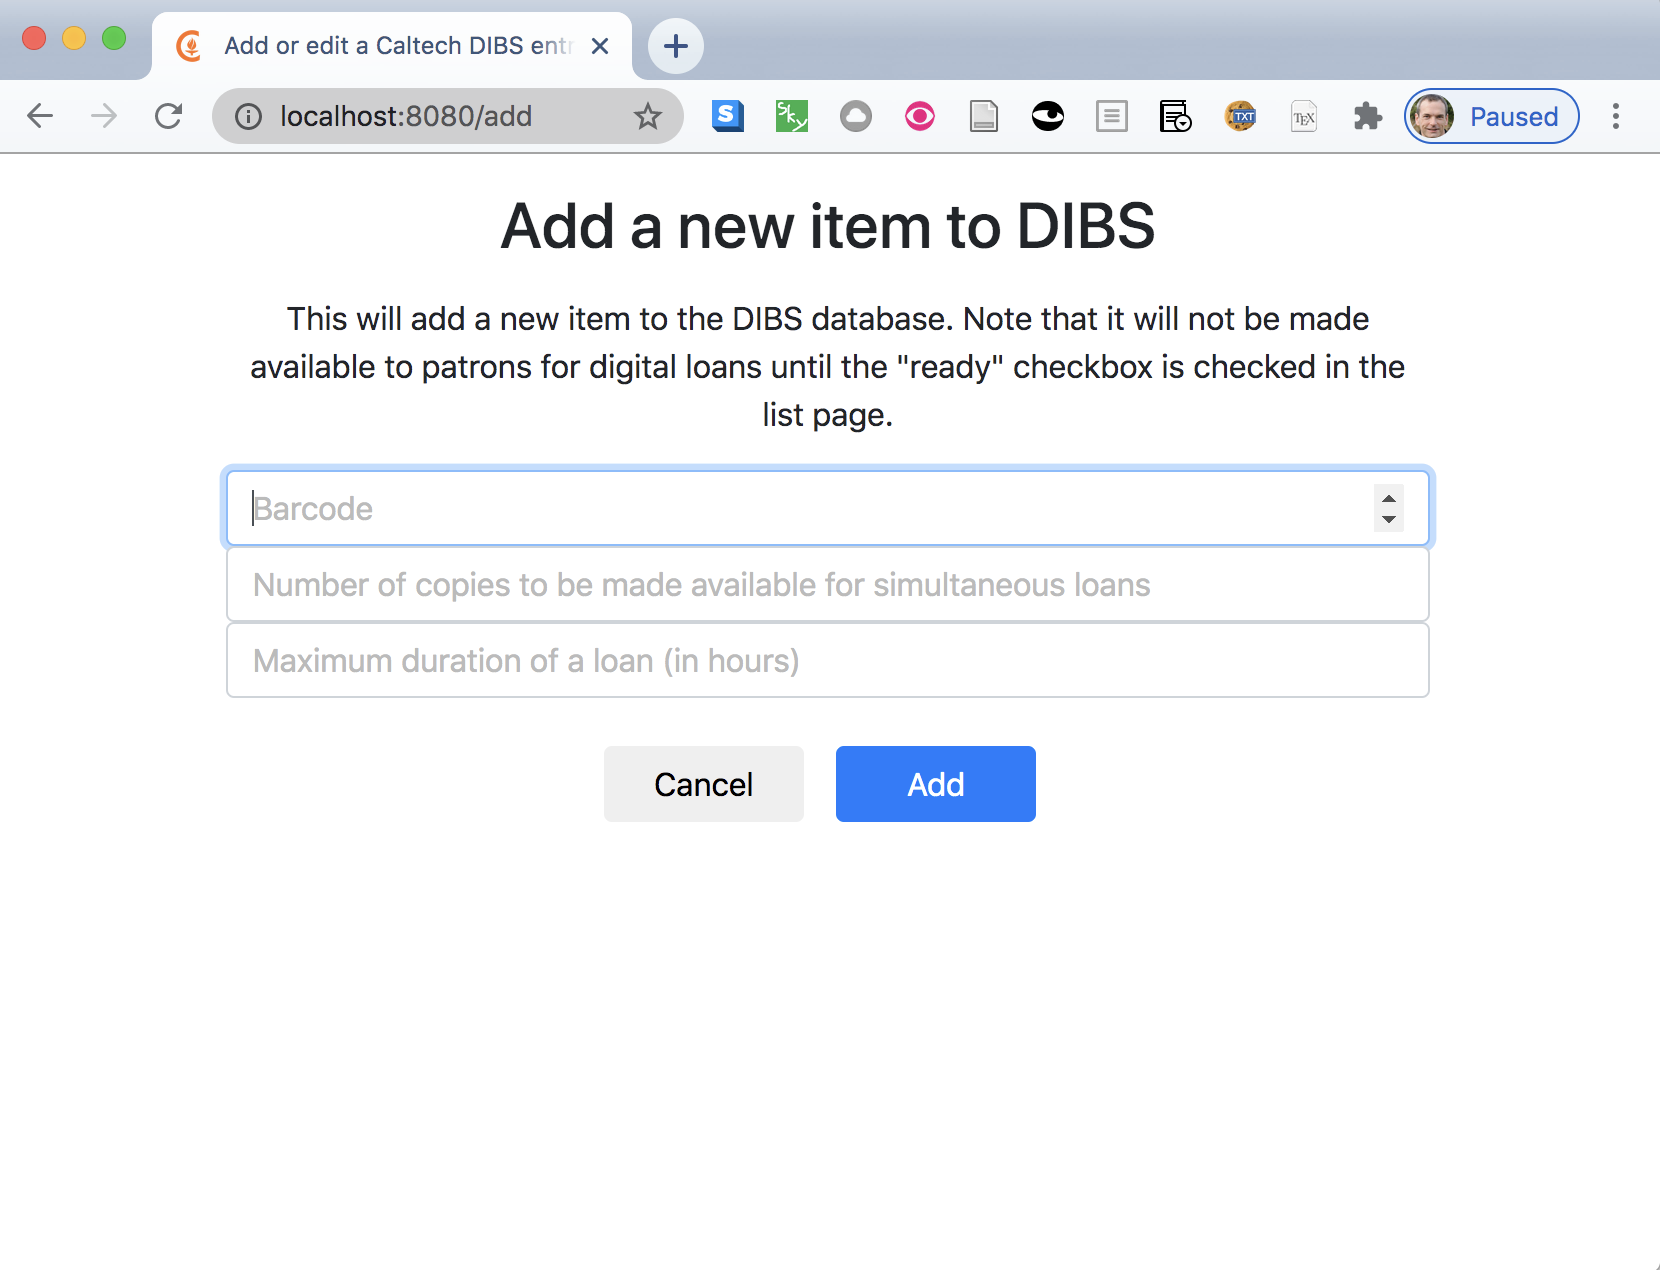 Add or edit a Caltech DIBS ent
localhost:8080/add
S
Sky
TXT
TEX
Paused
Add a new item to DIBS
This will add a new item to the DIBS database. Note that it will not be made
available to patrons for digital loans until the "ready" checkbox is checked in the
list page.
Barcode
Number of copies to be made available for simultaneous loans
Maximum duration of a loan (in hours)
Cancel
Add